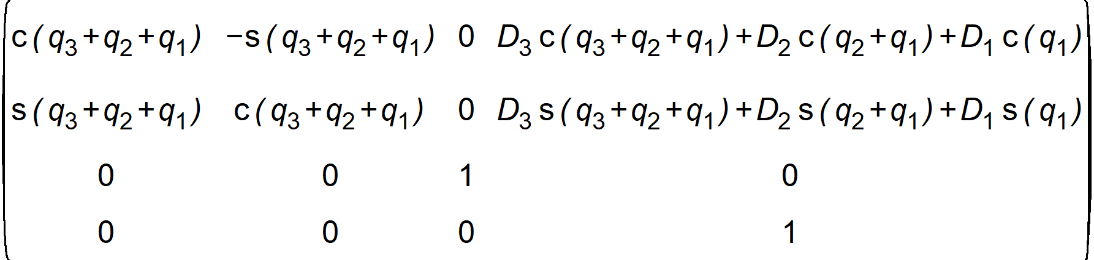 c(q₃+q₂+q₁) −s(q₃+q₂+q₁) 0 D₃ c(q₃+q₂+q₁)+D₂ c(q₂+q₁)+D₁ c(q₁)
s(q₃+q₂+q₁) c(q₃+q₂+q₁) 0 D₃ s(q₃+q₂+q₁)+D₂ s(q₂+q₁)+D₁ s(q₁)
0 0 1 0
0 0 0 1